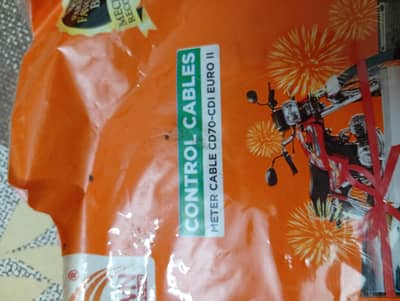 CONTROL CABLES
METER CABLE CD70-CDI EURO II